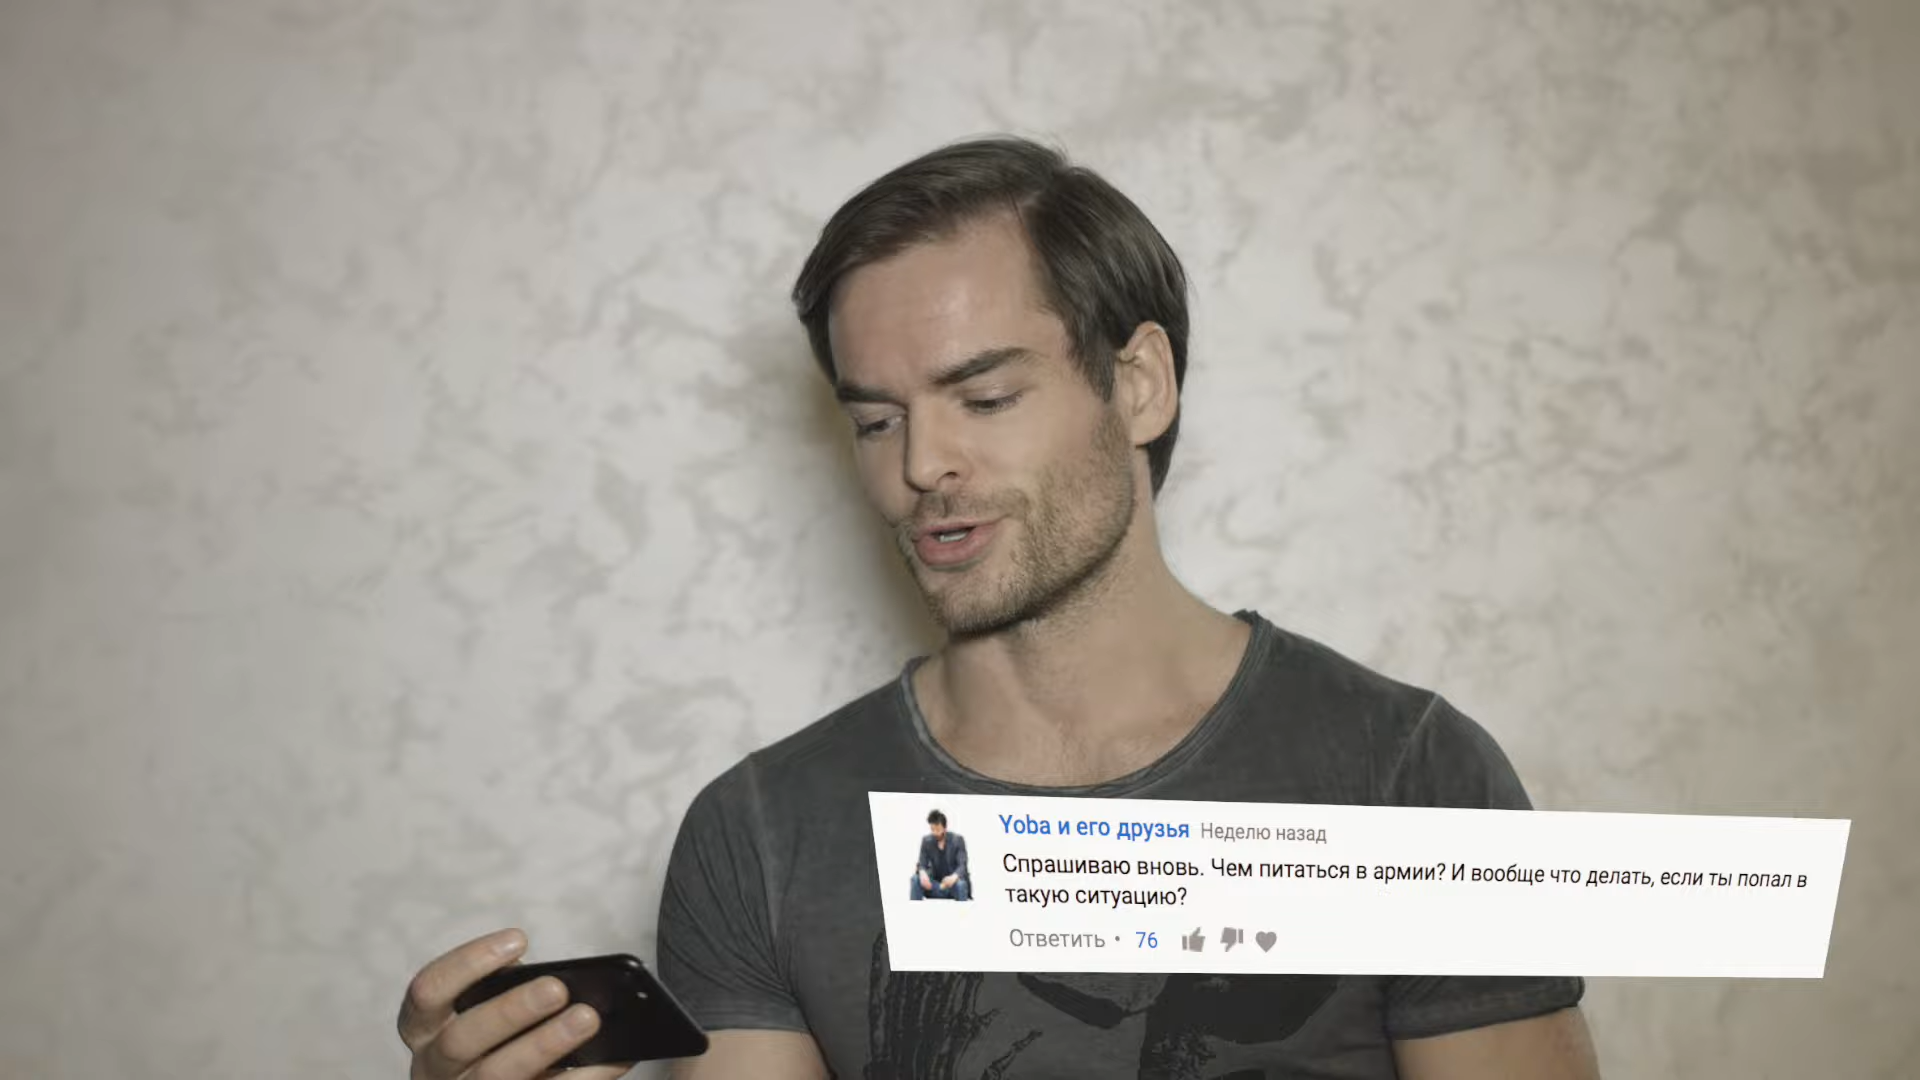 Yoba и его друзья Неделю назад
Спрашиваю вновь. Чем питаться в армии? И вообще что делать, если ты попал в
такую ситуацию?
Ответить • 76